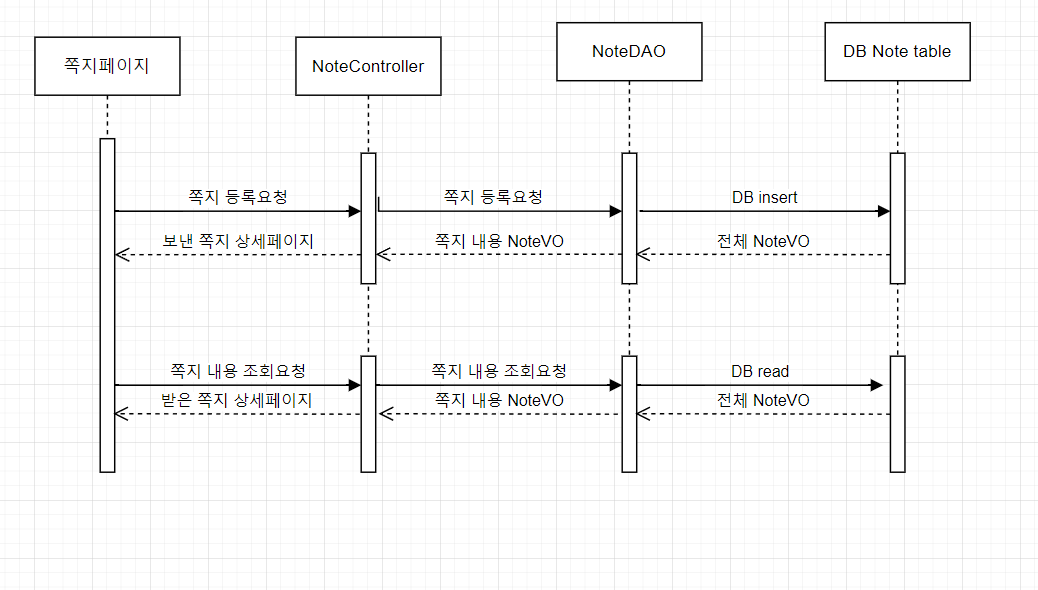 쪽지페이지
NoteController
NoteDAO
DB Note table
쪽지 등록요청
쪽지 등록요청
DB insert
보낸 쪽지 상세페이지
쪽지 내용 NoteVO
전체 NoteVO
쪽지 내용 조회요청
쪽지 내용 조회요청
DB read
받은 쪽지 상세페이지
쪽지 내용 NoteVO
전체 NoteVO